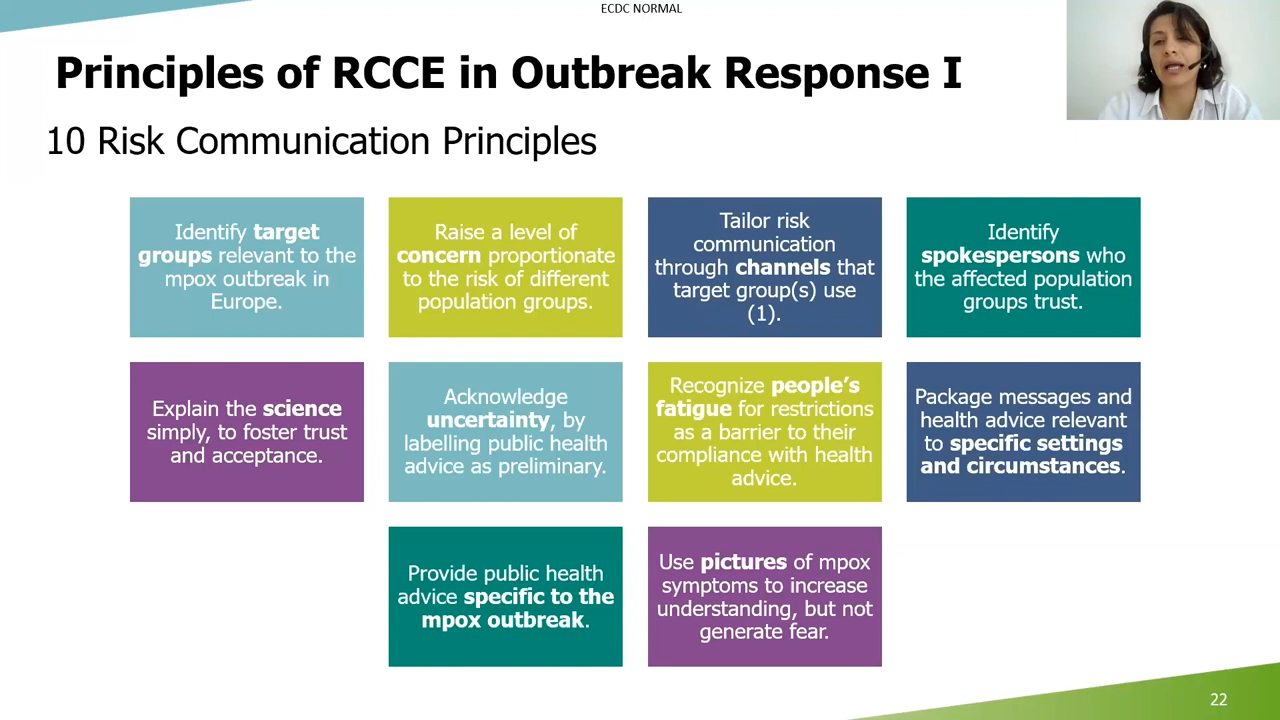 ECDC NORMAL
Principles of RCCE in Outbreak Response I
10 Risk Communication Principles
Identify target
groups relevant to the
mpox outbreak in
Europe.
Raise a level of
concern proportionate
to the risk of different
population groups.
Tailor risk
communication
through channels that
target group(s) use
(1).
Identify
spokespersons who
the affected population
groups trust.
Explain the science
simply, to foster trust
and acceptance.
Acknowledge
uncertainty, by
labelling public health
advice as preliminary.
Recognize people’s
fatigue for restrictions
as a barrier to their
compliance with health
advice.
Package messages and
health advice relevant
to specific settings
and circumstances.
Provide public health
advice specific to the
mpox outbreak.
Use pictures of mpox
symptoms to increase
understanding, but not
generate fear.
22